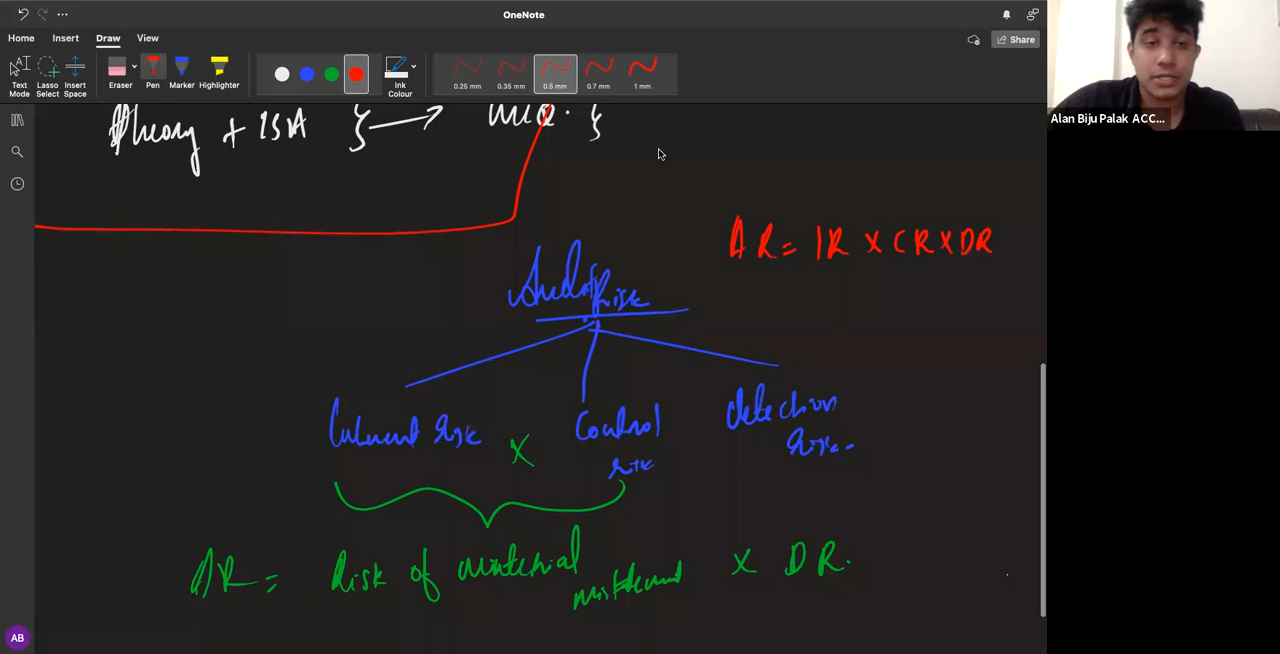 OneNote
Home Insert Draw View
Share
Text Mode
Lasso Select
Insert Space
Eraser
Pen
Marker
Highlighter
Ink Colour
0.25 mm
0.35 mm
0.5 mm
0.7 mm
1 mm
Alan Biju Palak ACC...
Theory + ISA } → MCQ. }
AR = IR X CR X DR
Audit Risk
Inherent risk X Control risk
detection risk.
AR = Risk of material misstatement X DR.
AB